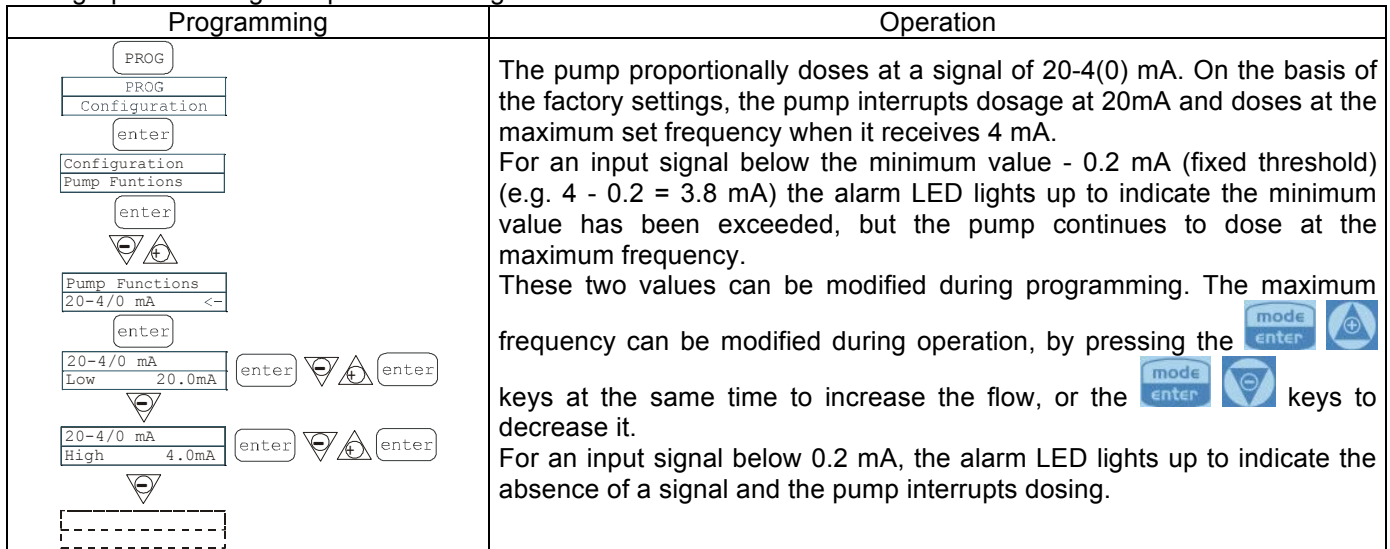 Programming
Operation
PROG
PROG
Configuration
enter
Configuration
Pump Funtions
enter
Pump Functions
20-4/0 mA <-
enter
20-4/0 mA
Low 20.0mA
enter
enter
20-4/0 mA
High 4.0mA
enter
enter
The pump proportionally doses at a signal of 20-4(0) mA. On the basis of
the factory settings, the pump interrupts dosage at 20mA and doses at the
maximum set frequency when it receives 4 mA.
For an input signal below the minimum value - 0.2 mA (fixed threshold)
(e.g. 4 - 0.2 = 3.8 mA) the alarm LED lights up to indicate the minimum
value has been exceeded, but the pump continues to dose at the
maximum frequency.
These two values can be modified during programming. The maximum
frequency can be modified during operation, by pressing the mode enter
keys at the same time to increase the flow, or the mode enter keys to
decrease it.
For an input signal below 0.2 mA, the alarm LED lights up to indicate the
absence of a signal and the pump interrupts dosing.